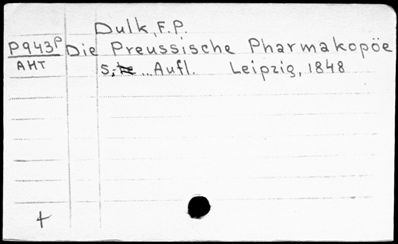 Dulk, F.P.
P943P Die Preussische Pharmakopöe
AHT 5, .. Aufl. Leipzig, 1848